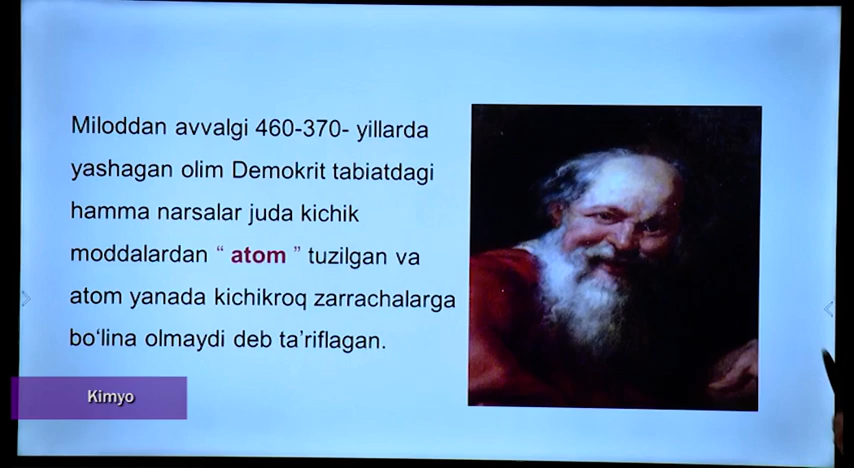 Miloddan avvalgi 460-370- yillarda
yashagan olim Demokrit tabiatdagi
hamma narsalar juda kichik
moddalardan “ atom ” tuzilgan va
atom yanada kichikroq zarrachalarga
bo‘lina olmaydi deb ta’riflagan.
Kimyo